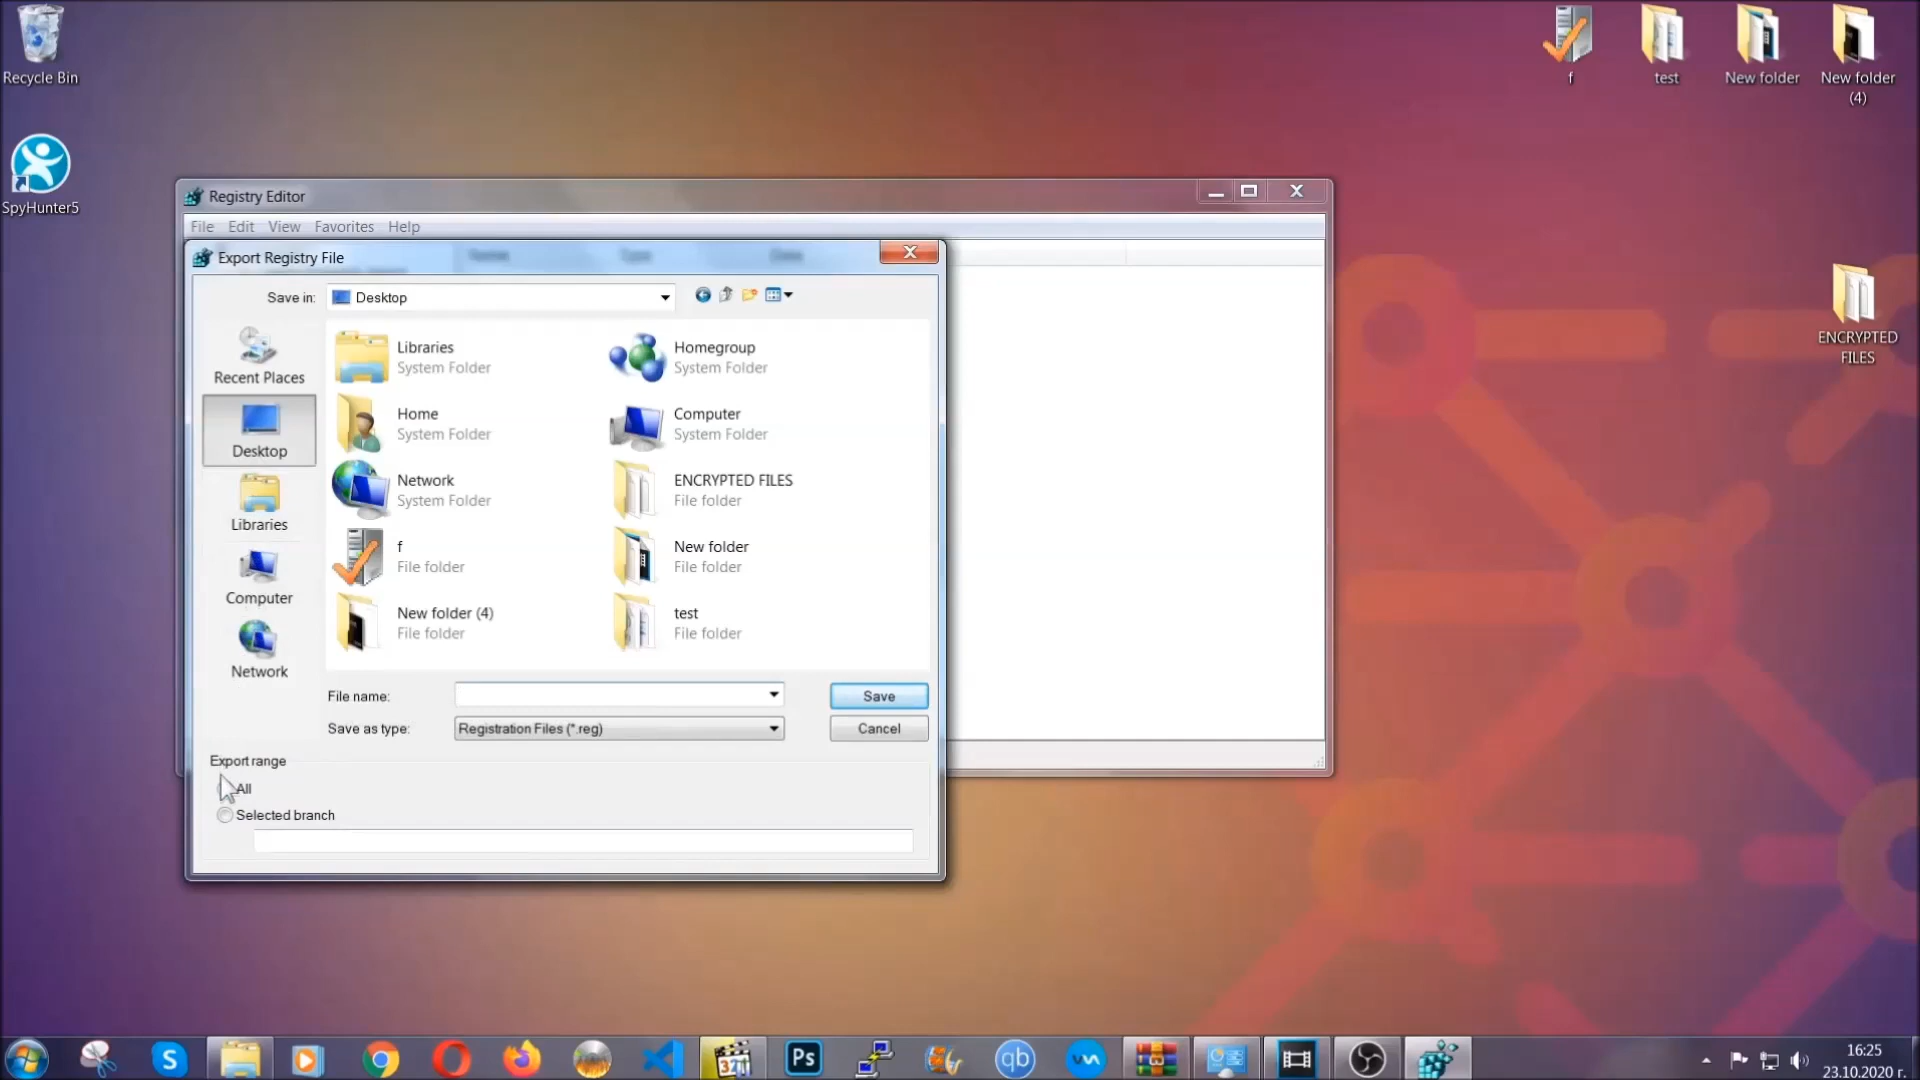 Recycle Bin
SpyHunter5
f
test
New folder
New folder
(4)
ENCRYPTED
FILES
Registry Editor
File Edit View Favorites Help
Export Registry File
Save in:
Desktop
Recent Places
Desktop
Libraries
Computer
Network
Libraries
System Folder
Homegroup
System Folder
Home
System Folder
Computer
System Folder
Network
System Folder
ENCRYPTED FILES
File folder
f
File folder
New folder
File folder
New folder (4)
File folder
test
File folder
File name:
Save
Save as type:
Registration Files (*.reg)
Cancel
Export range
All
Selected branch
S
321
Ps
qb
16:25
23.10.2020 г.